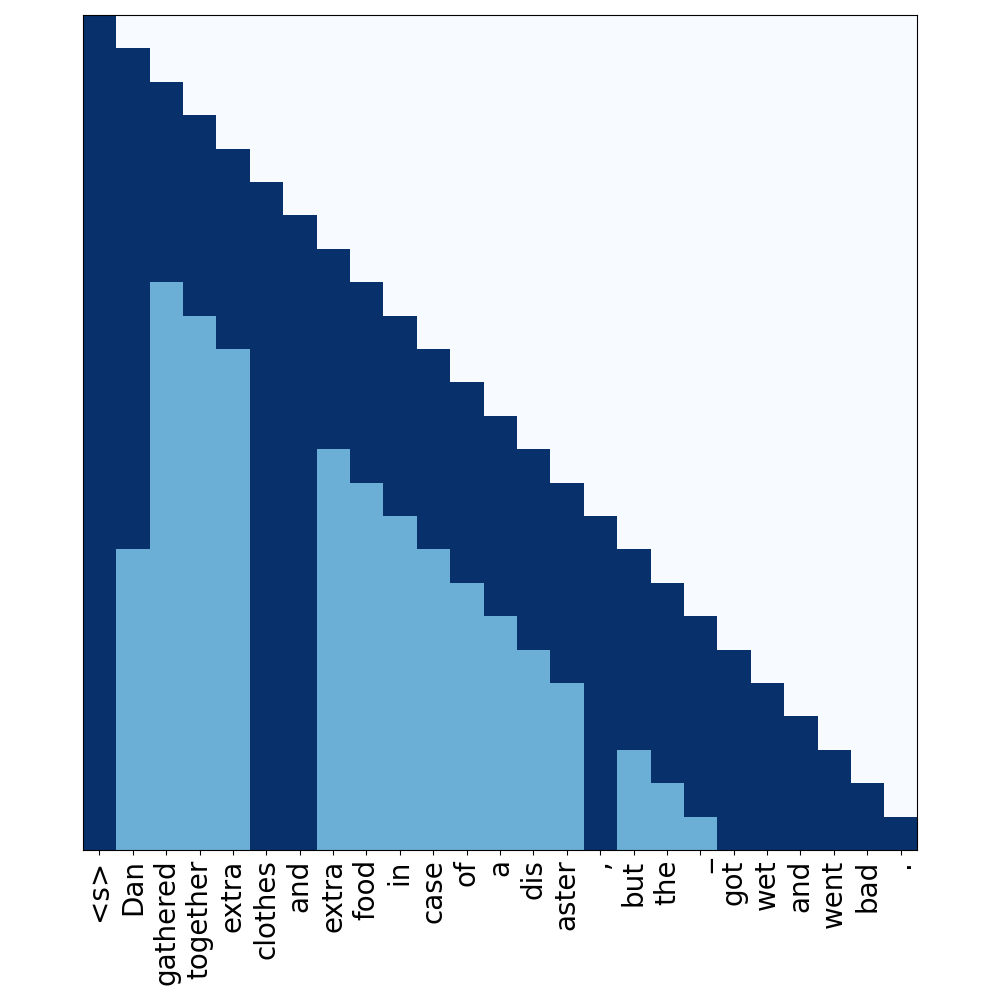 <s> Dan gathered together extra clothes and extra food in case of a dis aster , but the _ got wet and went bad .